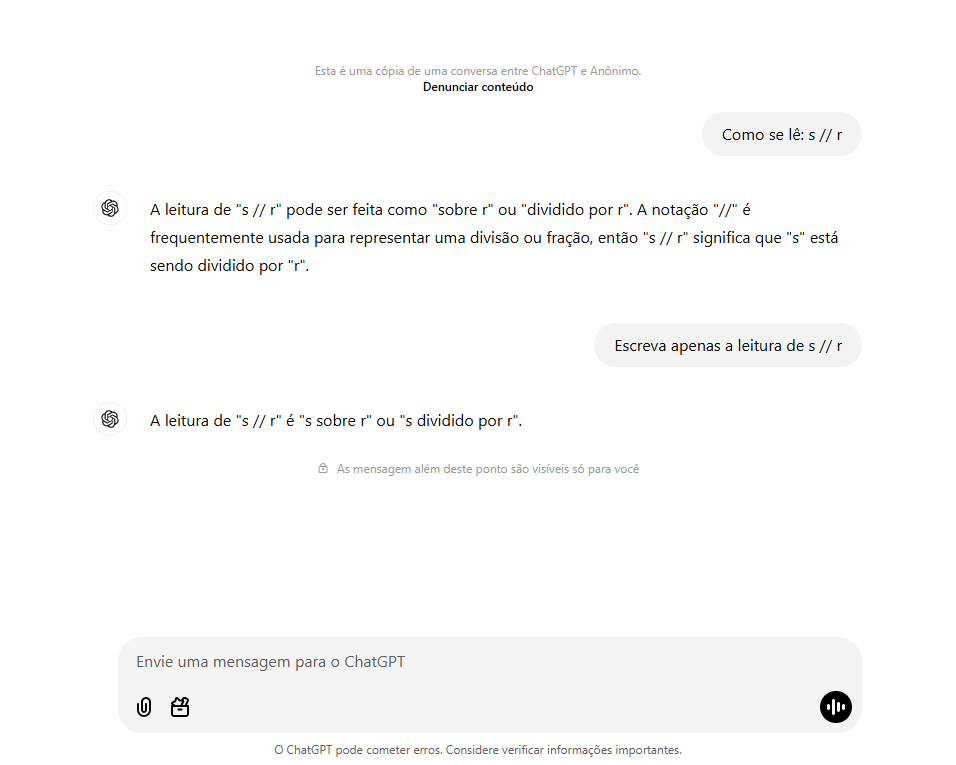 Esta é uma cópia de uma conversa entre ChatGPT e Anônimo.
Denunciar conteúdo
Como se lê: s // r
A leitura de "s // r" pode ser feita como "sobre r" ou "dividido por r". A notação "//" é
frequentemente usada para representar uma divisão ou fração, então "s // r" significa que "s" está
sendo dividido por "r".
Escreva apenas a leitura de s // r
A leitura de "s // r" é "s sobre r" ou "s dividido por r".
As mensagem além deste ponto são visíveis só para você
Envie uma mensagem para o ChatGPT
O ChatGPT pode cometer erros. Considere verificar informações importantes.